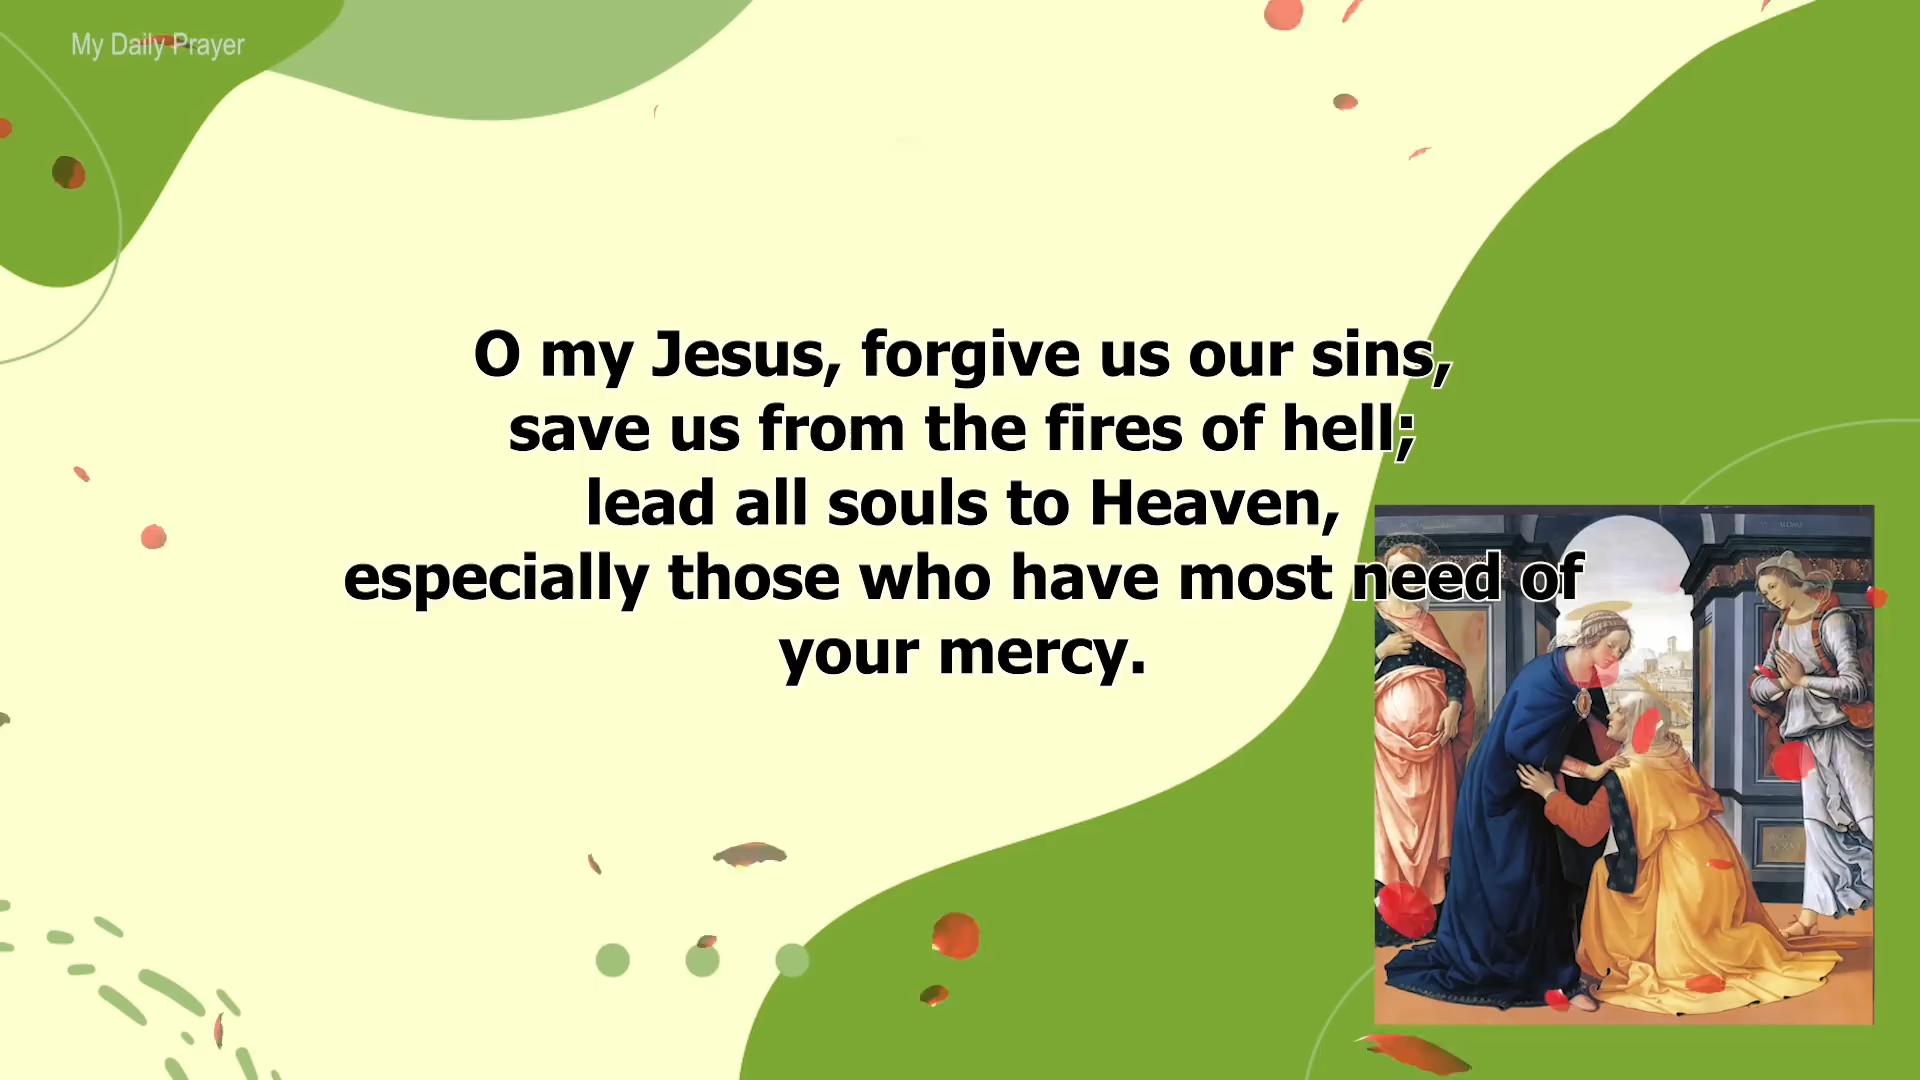 My Daily Prayer
O my Jesus, forgive us our sins,
save us from the fires of hell;
lead all souls to Heaven,
especially those who have most need of
your mercy.